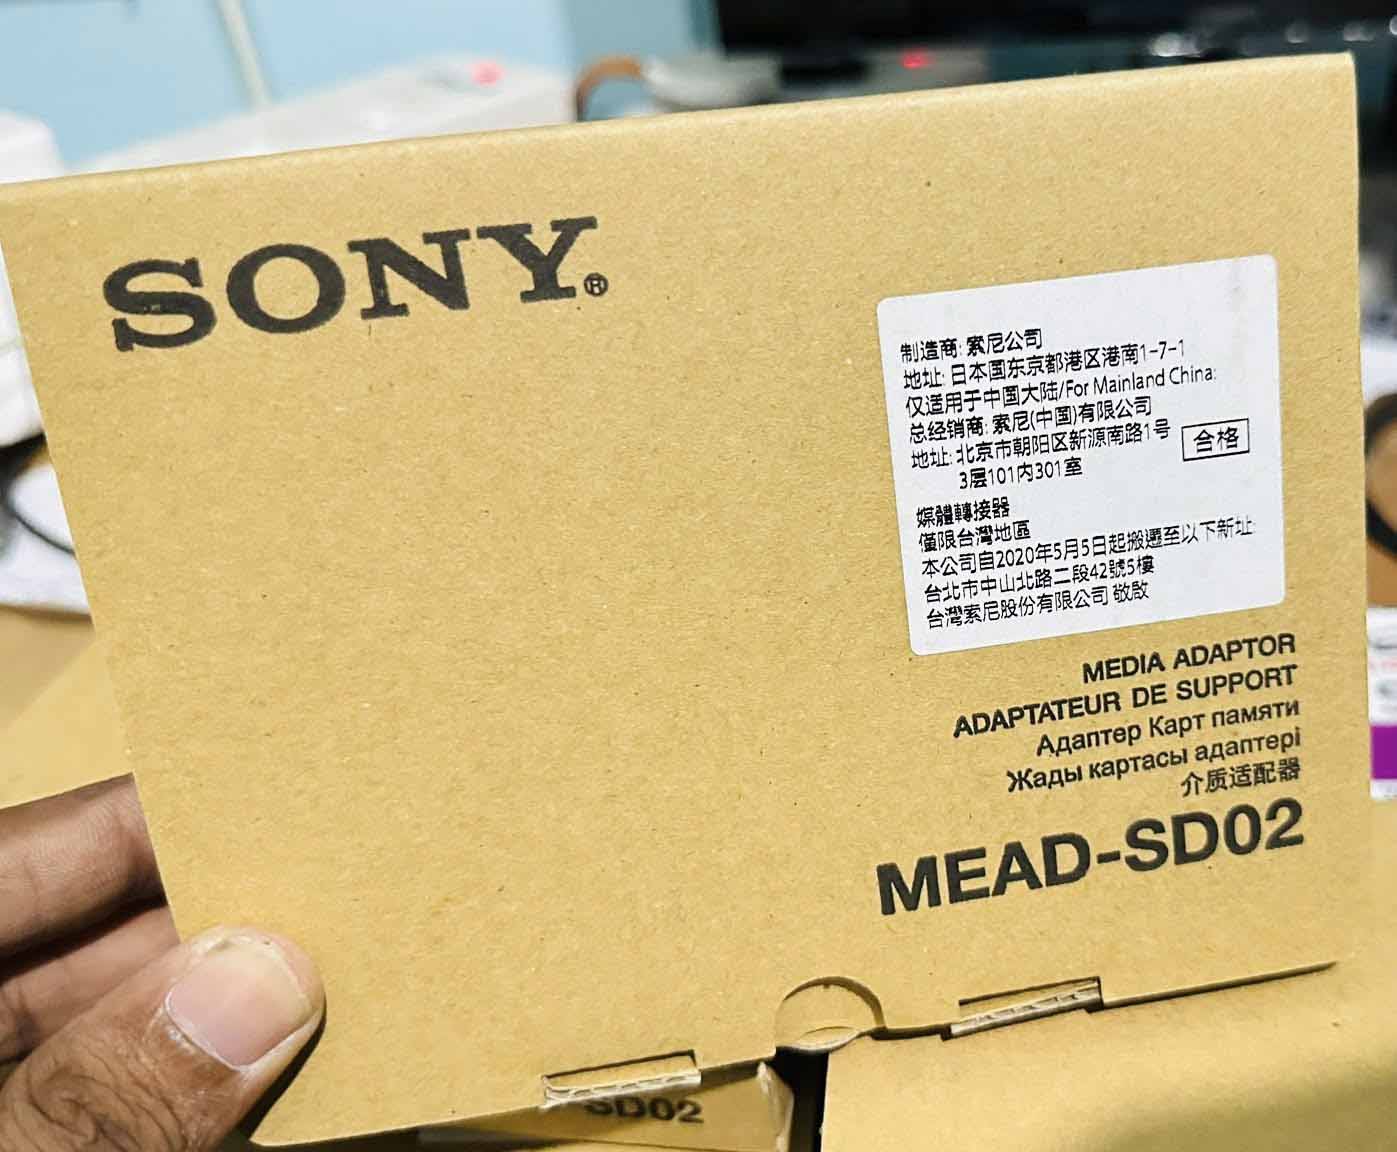 SONY®
制造商: 索尼公司
地址: 日本国东京都港区港南1-7-1
仅适用于中国大陆/For Mainland China:
总经销商: 索尼(中国)有限公司
地址: 北京市朝阳区新源南路1号
3层101内301室
合格
媒體轉接器
僅限台灣地區
本公司自2020年5月5日起搬遷至以下新址:
台北市中山北路二段42號5樓
台灣索尼股份有限公司 敬啟
MEDIA ADAPTOR
ADAPTATEUR DE SUPPORT
Адаптер Карт памяти
Жады картасы адаптері
介质适配器
MEAD-SD02
SD02